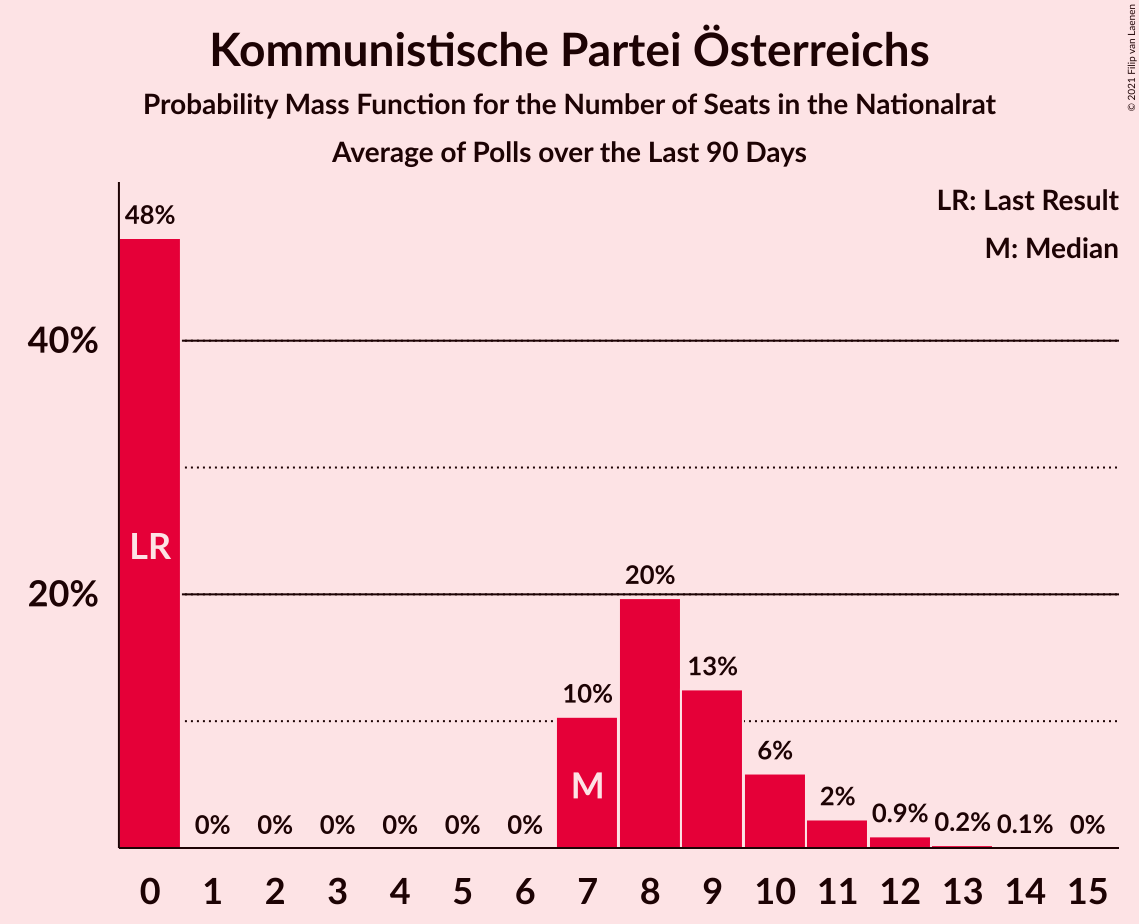 Kommunistische Partei Österreichs
Probability Mass Function for the Number of Seats in the Nationalrat
Average of Polls over the Last 90 Days
© 2021 Filip van Laenen
LR: Last Result
M: Median
48%
40%
LR
20%
20%
13%
10%
M
6%
2%
0% 0% 0% 0% 0% 0% 0.9% 0.2% 0.1% 0%
0 1 2 3 4 5 6 7 8 9 10 11 12 13 14 15